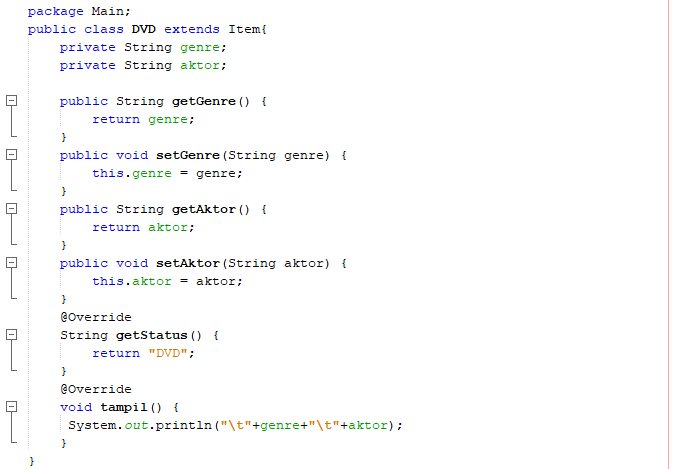 package Main;
public class DVD extends Item{
    private String genre;
    private String aktor;

    public String getGenre() {
        return genre;
    }
    public void setGenre(String genre) {
        this.genre = genre;
    }
    public String getAktor() {
        return aktor;
    }
    public void setAktor(String aktor) {
        this.aktor = aktor;
    }
    @Override
    String getStatus() {
        return "DVD";
    }
    @Override
    void tampil() {
     System.out.println("\t"+genre+"\t"+aktor);
    }
}